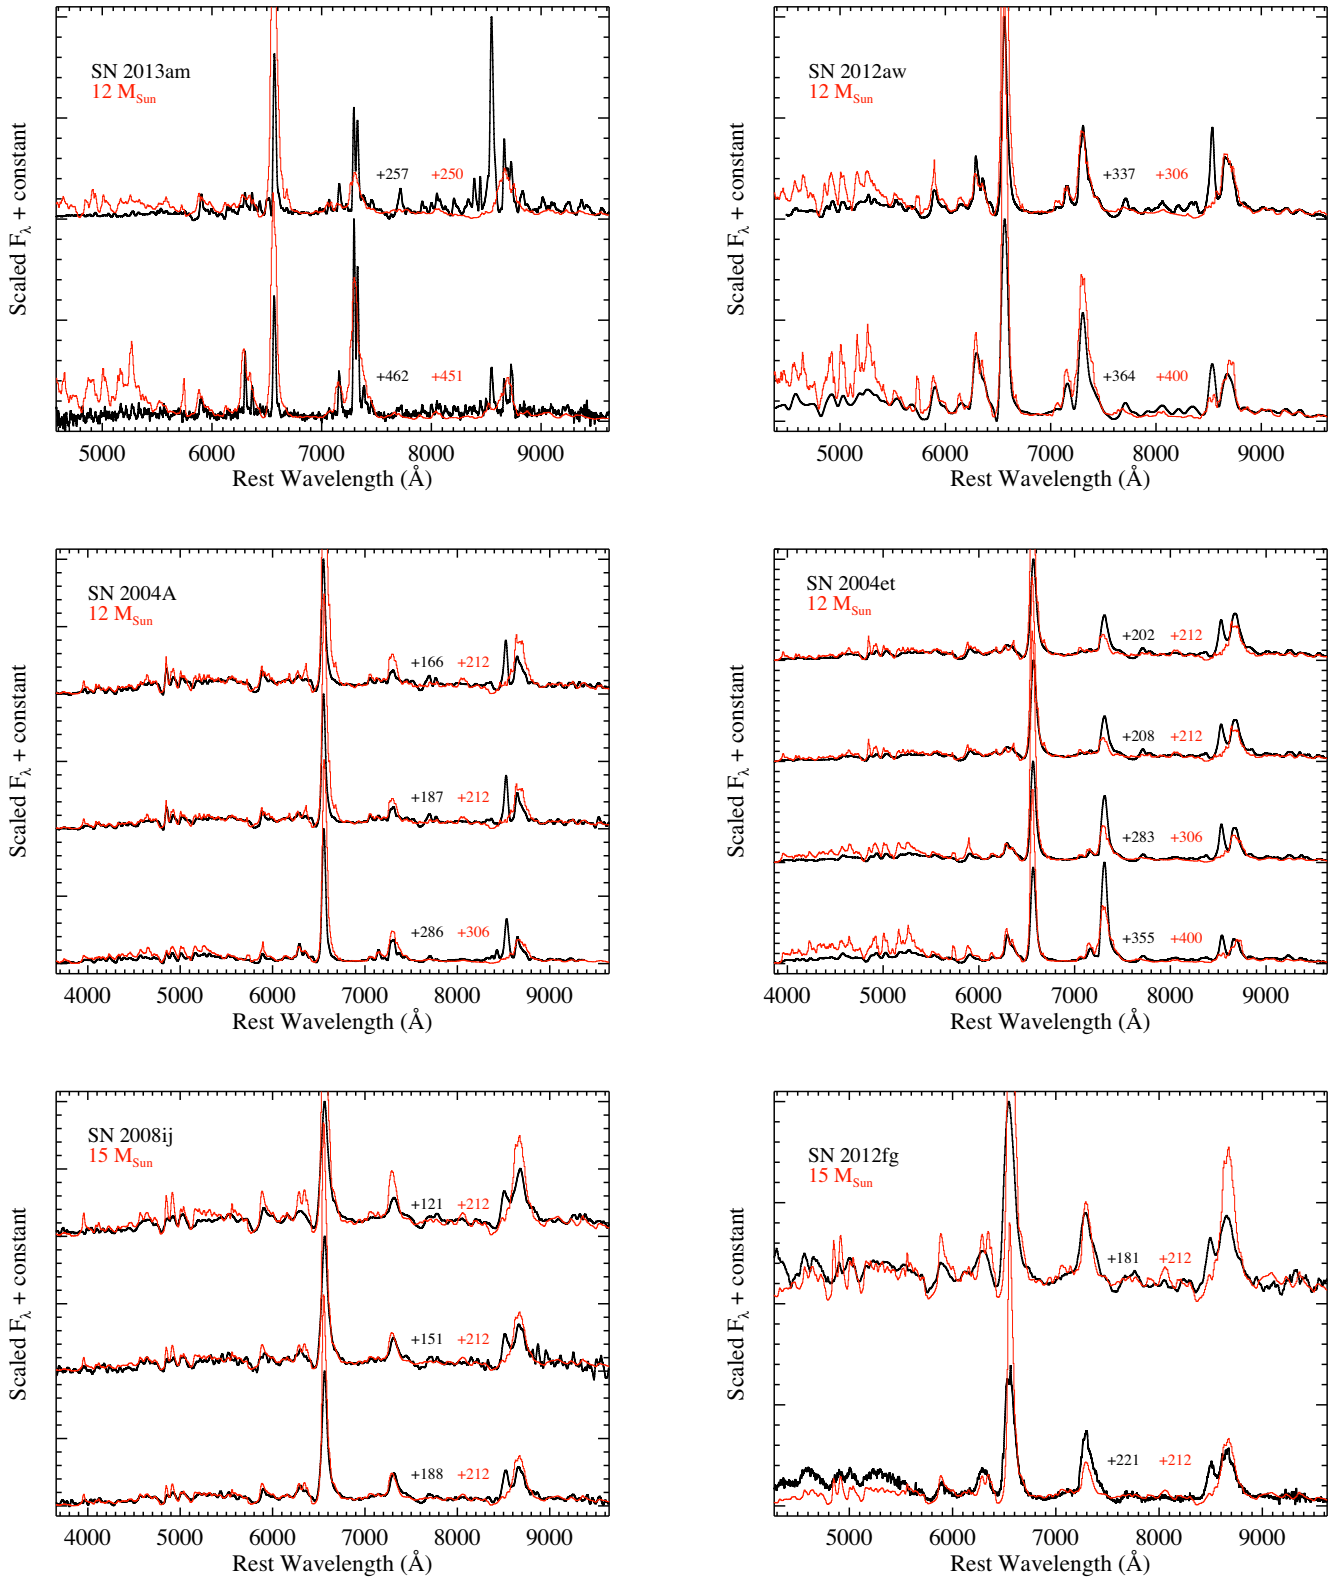 SN 2013am
12 M_Sun
+257 +250
+462 +451
5000 6000 7000 8000 9000
Rest Wavelength (Å)
Scaled F_λ + constant
SN 2012aw
12 M_Sun
+337 +306
+364 +400
5000 6000 7000 8000 9000
Rest Wavelength (Å)
Scaled F_λ + constant
SN 2004A
12 M_Sun
+166 +212
+187 +212
+286 +306
4000 5000 6000 7000 8000 9000
Rest Wavelength (Å)
Scaled F_λ + constant
SN 2004et
12 M_Sun
+202 +212
+208 +212
+283 +306
+355 +400
4000 5000 6000 7000 8000 9000
Rest Wavelength (Å)
Scaled F_λ + constant
SN 2008ij
15 M_Sun
+121 +212
+151 +212
+188 +212
4000 5000 6000 7000 8000 9000
Rest Wavelength (Å)
Scaled F_λ + constant
SN 2012fg
15 M_Sun
+181 +212
+221 +212
5000 6000 7000 8000 9000
Rest Wavelength (Å)
Scaled F_λ + constant